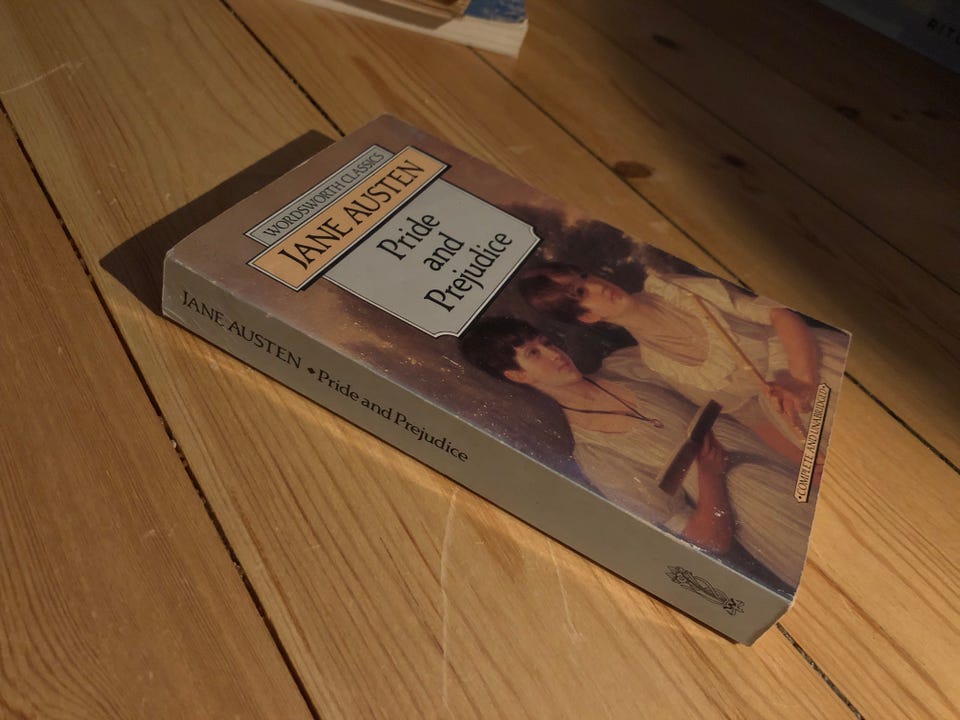 WORDSWORTH CLASSICS
JANE AUSTEN
Pride
and
Prejudice
COMPLETE AND UNABRIDGED
JANE AUSTEN • Pride and Prejudice